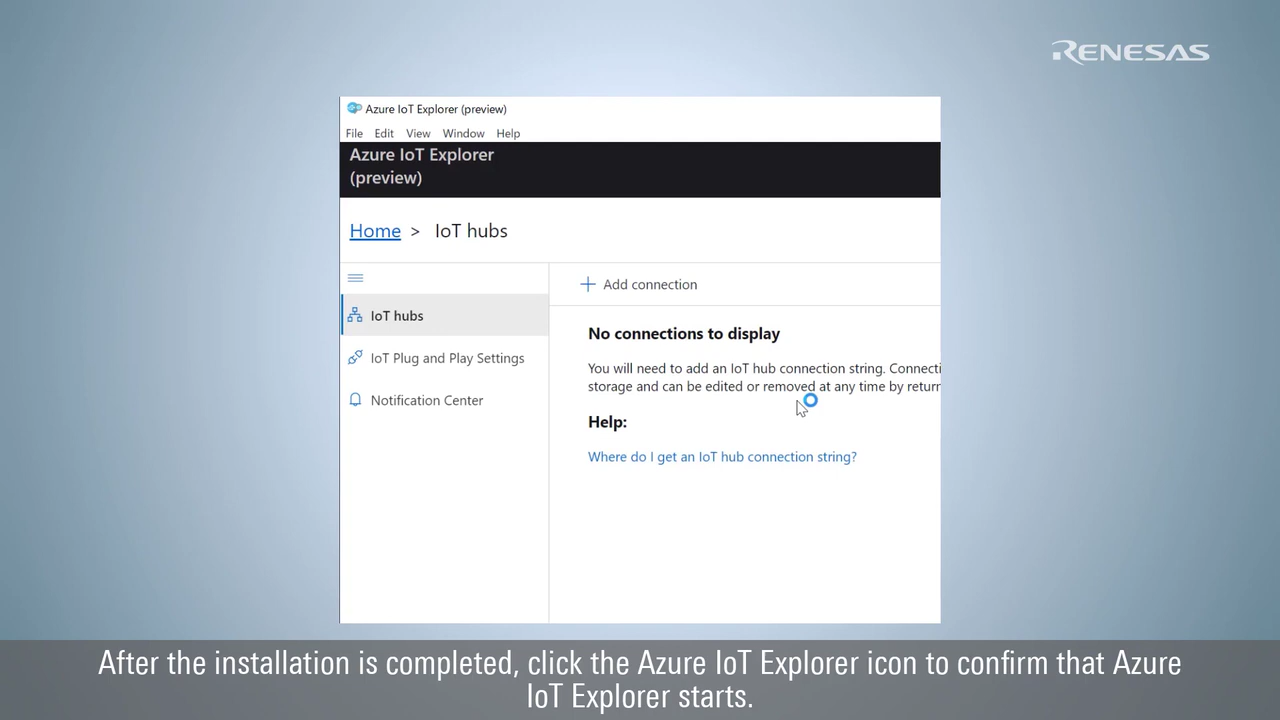 RENESAS
Azure IoT Explorer (preview)
File Edit View Window Help
Azure IoT Explorer
(preview)
Home > IoT hubs
Add connection
IoT hubs
IoT Plug and Play Settings
Notification Center
No connections to display
You will need to add an IoT hub connection string. Connecti
storage and can be edited or removed at any time by return
Help:
Where do I get an IoT hub connection string?
After the installation is completed, click the Azure IoT Explorer icon to confirm that Azure
IoT Explorer starts.